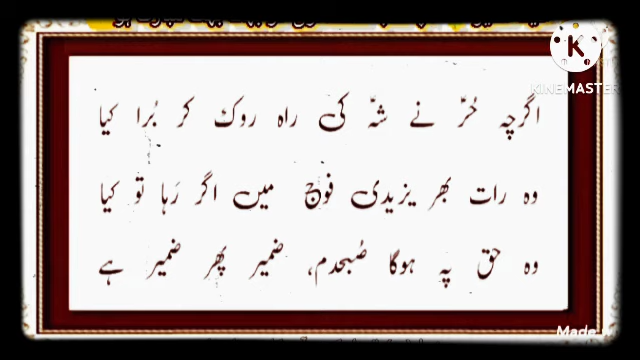 KINEMASTER
اگرچہ حُرؔ نے شہؔ کی راہ روک کر بُرا کیا
وہ رات بھر یزیدی فوج میں اگر رَہا تو کیا
وہ حق پہ ہوگا صُبحدم، ضمیر پھر ضمیر ہے
Made w